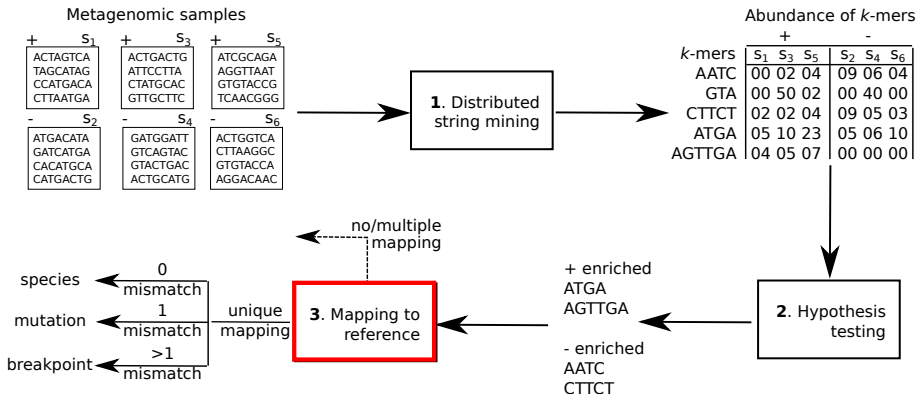 Metagenomic samples
+ s1 + s3 + s5
ACTAGTCA
TAGCATAG
CCATGACA
CTTAATGA
ACTGACTG
ATTCCTTA
CTATGCAC
GTTGCTTC
ATCGCAGA
AGGTTAAT
GTGTACCG
TCAACGGG
- s2 - s4 - s6
ATGACATA
GATCATGA
CACATGCA
CATGACTG
GATGGATT
GTCAGTAC
GTACTGAC
ACTGCATG
ACTGGTCA
CTTAAGGC
GTGTACCA
AGGACAAC
1. Distributed
string mining
Abundance of k-mers
+ -
k-mers s1 s3 s5 s2 s4 s6
AATC 00 02 04 09 06 04
GTA 00 50 02 00 40 00
CTTCT 02 02 04 09 05 03
ATGA 05 10 23 05 06 10
AGTTGA 04 05 07 00 00 00
2. Hypothesis
testing
+ enriched
ATGA
AGTTGA
- enriched
AATC
CTTCT
3. Mapping to
reference
no/multiple
mapping
unique
mapping
species
0
mismatch
mutation
1
mismatch
breakpoint
>1
mismatch